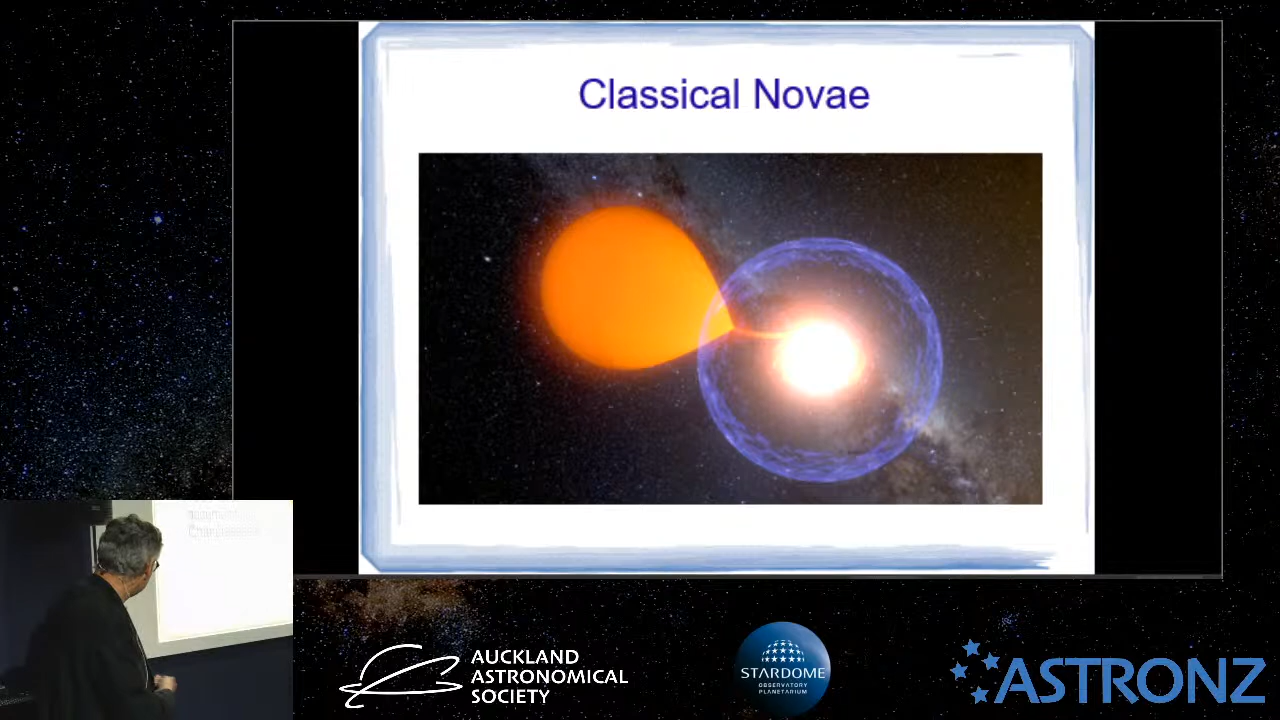 Classical Novae
AUCKLAND
ASTRONOMICAL
SOCIETY
STARDOME
OBSERVATORY
PLANETARIUM
ASTRONZ